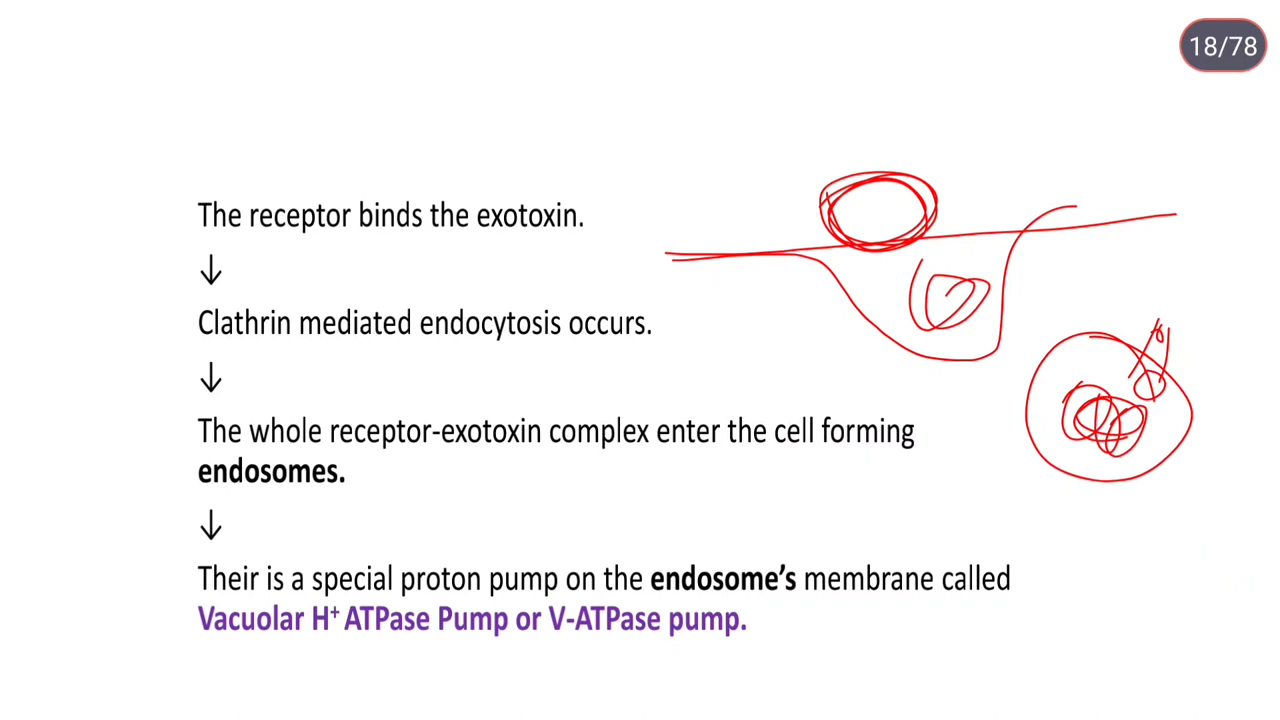 18/78
The receptor binds the exotoxin.
↓
Clathrin mediated endocytosis occurs.
↓
The whole receptor-exotoxin complex enter the cell forming
endosomes.
↓
Their is a special proton pump on the endosome’s membrane called
Vacuolar H⁺ ATPase Pump or V-ATPase pump.